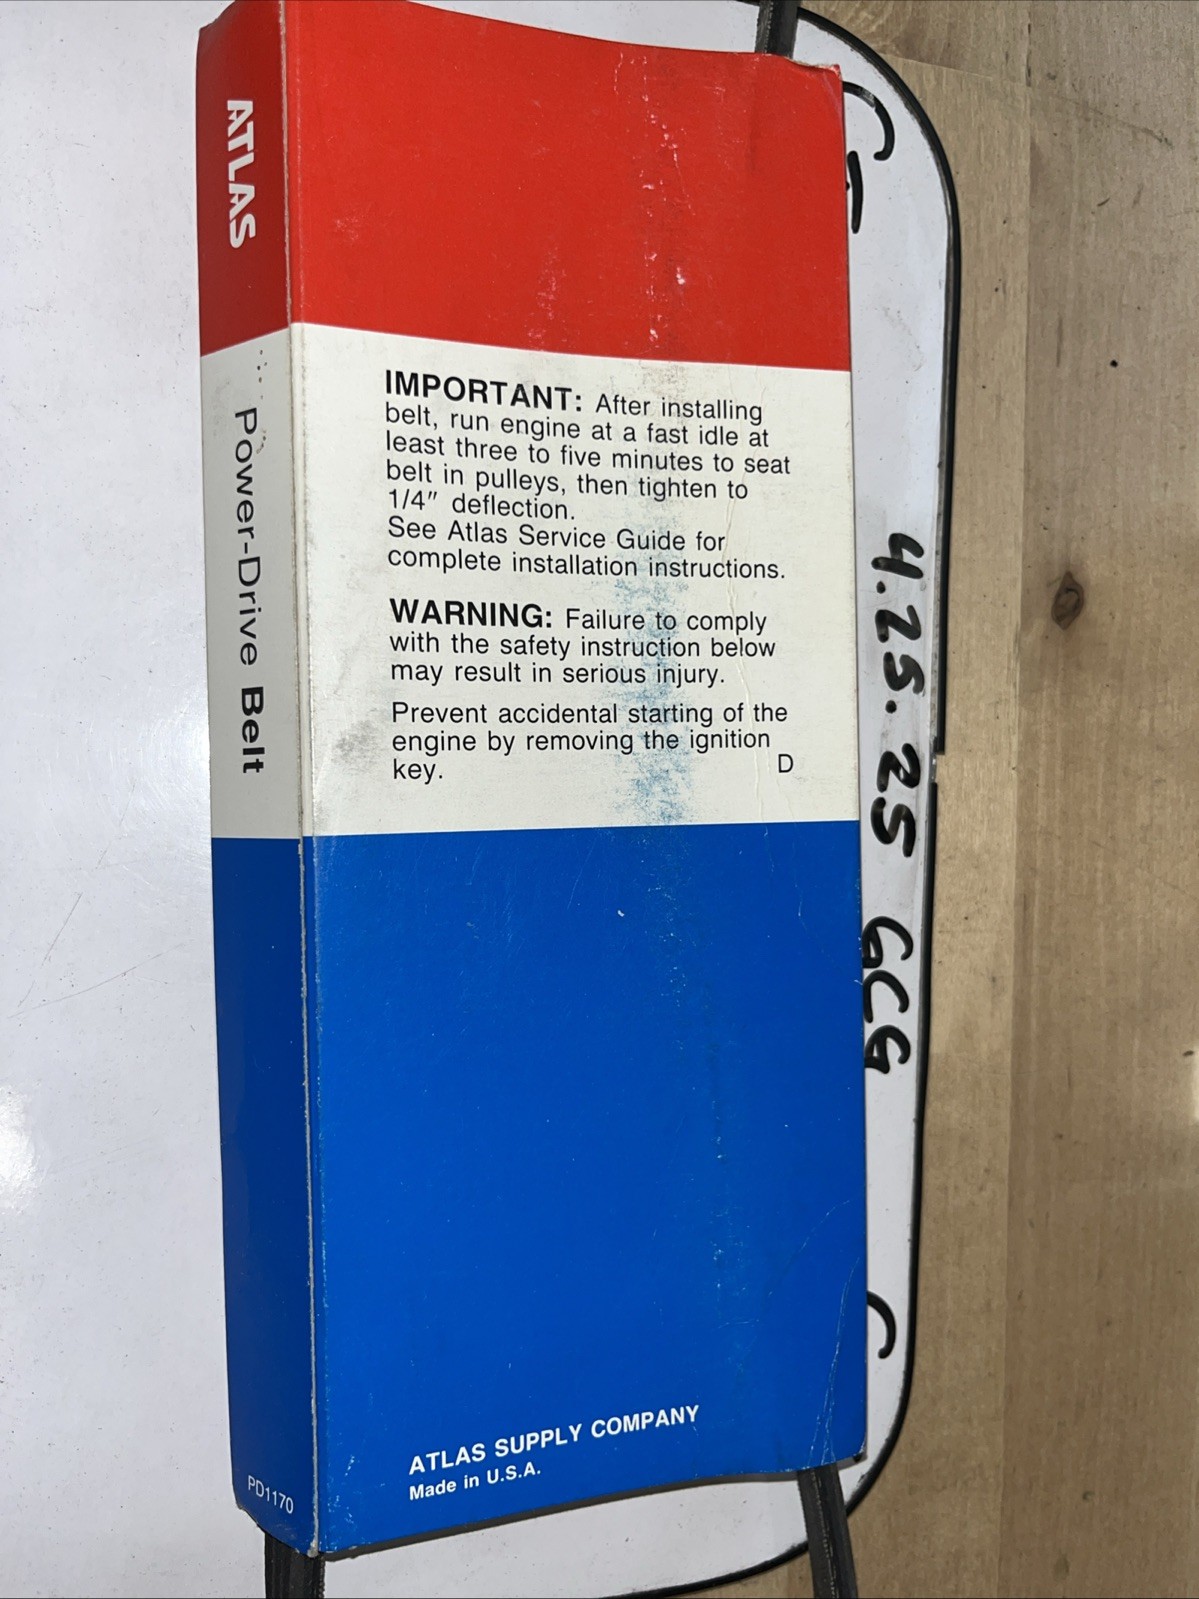 ATLAS
Power-Drive Belt
PD1170
IMPORTANT: After installing
belt, run engine at a fast idle at
least three to five minutes to seat
belt in pulleys, then tighten to
1/4" deflection.
See Atlas Service Guide for
complete installation instructions.
WARNING: Failure to comply
with the safety instruction below
may result in serious injury.
Prevent accidental starting of the
engine by removing the ignition
key.
D
ATLAS SUPPLY COMPANY
Made in U.S.A.
4.25.25 GCG